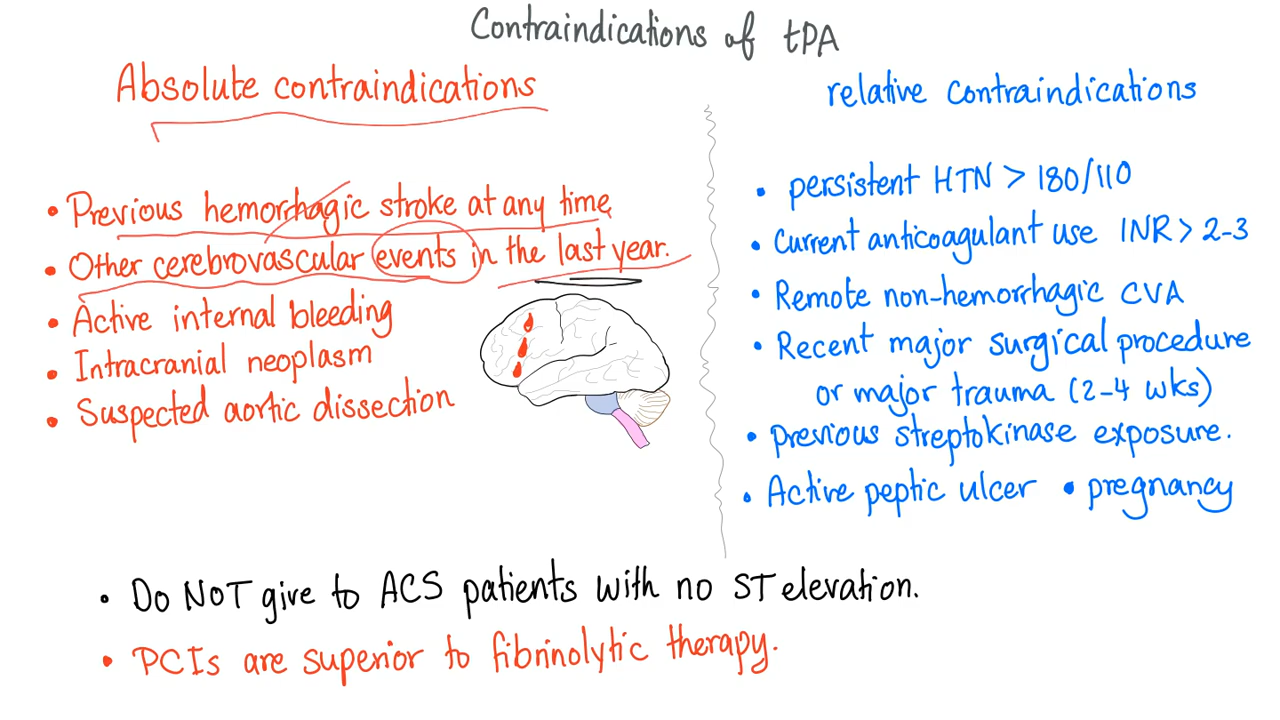 Contraindications of tPA
Absolute contraindications
• Previous hemorrhagic stroke at any time
• Other cerebrovascular events in the last year.
• Active internal bleeding
• Intracranial neoplasm
• Suspected aortic dissection
relative contraindications
• persistent HTN > 180/110
• Current anticoagulant use INR > 2-3
• Remote non-hemorrhagic CVA
• Recent major surgical procedure
or major trauma (2-4 wks)
• Previous streptokinase exposure.
• Active peptic ulcer • pregnancy
• Do NOT give to ACS patients with no ST elevation.
• PCIs are superior to fibrinolytic therapy.